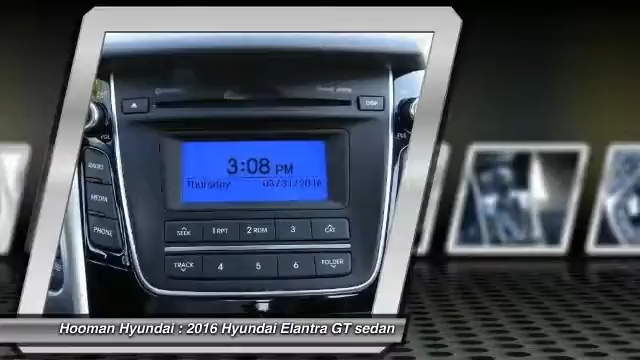 DISP
VOL
RADIO
MEDIA
PHONE
3:08 PM
Thursday 03/31/2016
SEEK 1 RPT 2 RDM 3 CAT
TRACK 4 5 6 FOLDER
Hooman Hyundai : 2016 Hyundai Elantra GT sedan